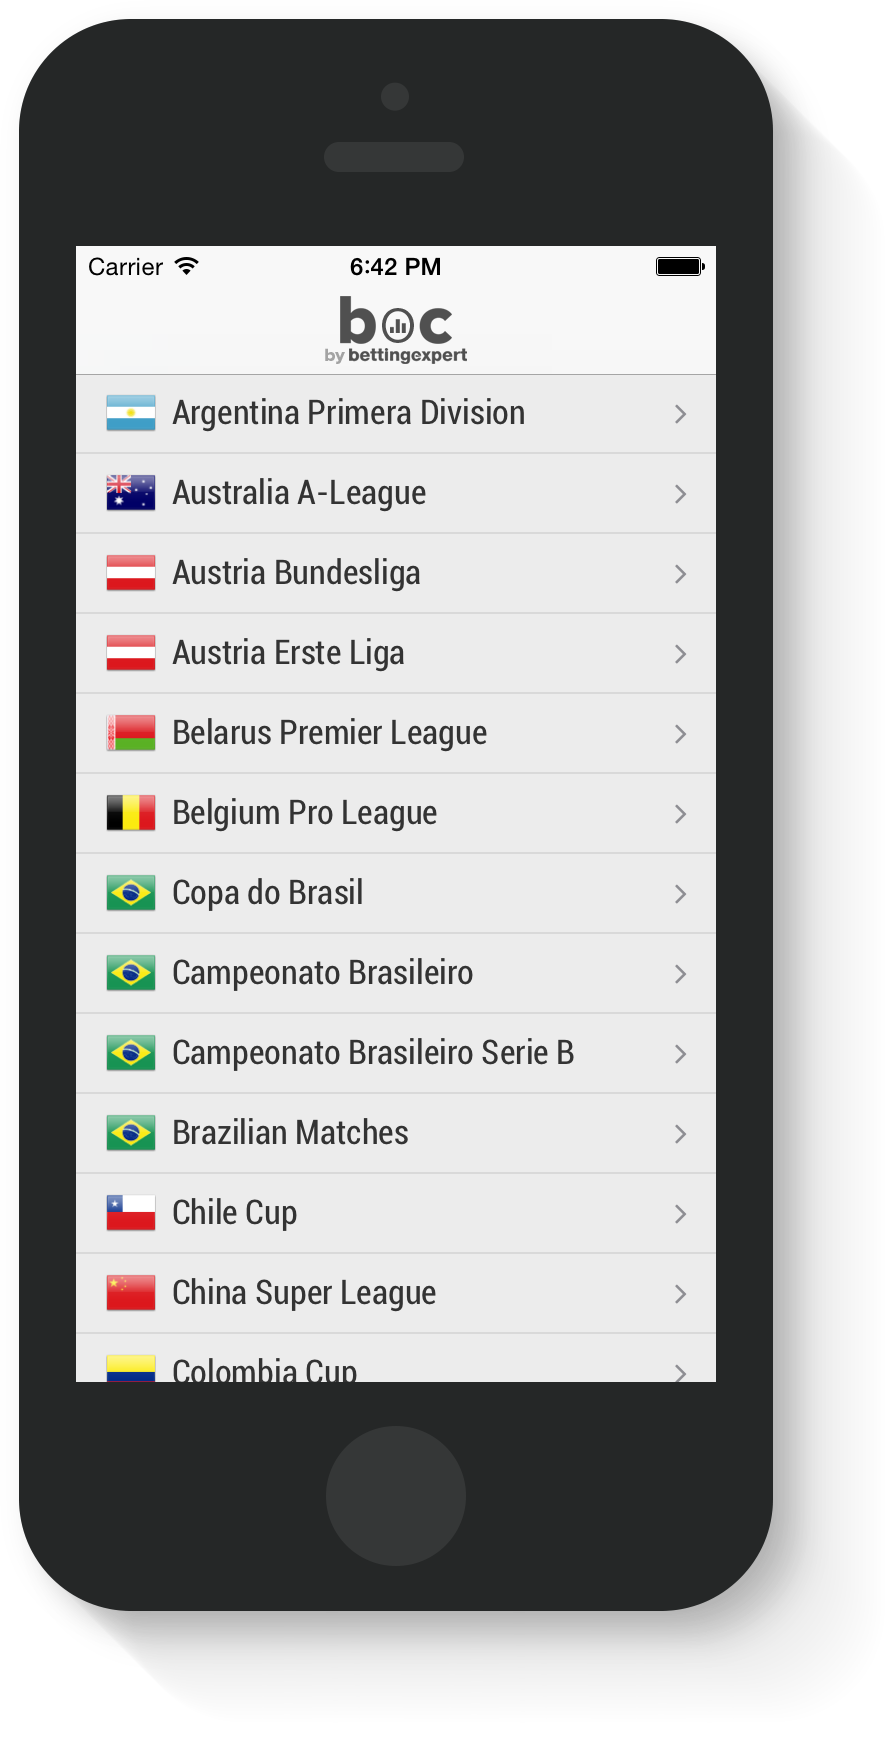 Carrier 6:42 PM
boc
by bettingexpert
Argentina Primera Division
Australia A-League
Austria Bundesliga
Austria Erste Liga
Belarus Premier League
Belgium Pro League
Copa do Brasil
Campeonato Brasileiro
Campeonato Brasileiro Serie B
Brazilian Matches
Chile Cup
China Super League
Colombia Cup